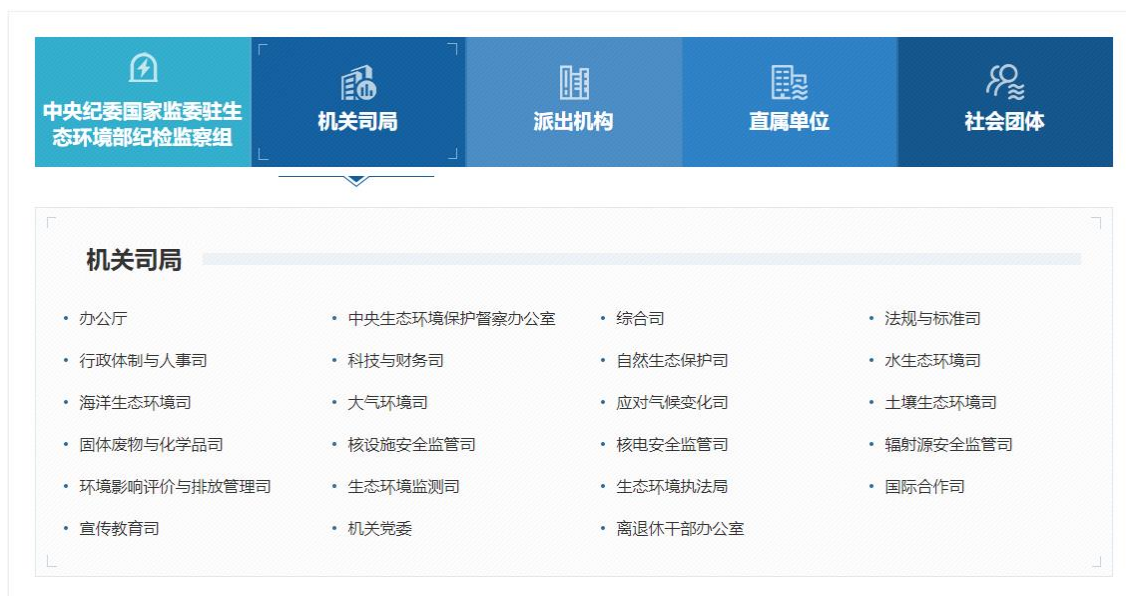 中央纪委国家监委驻生
态环境部纪检监察组
机关司局
派出机构
直属单位
社会团体
机关司局
办公厅
中央生态环境保护督察办公室
综合司
法规与标准司
行政体制与人事司
科技与财务司
自然生态保护司
水生态环境司
海洋生态环境司
大气环境司
应对气候变化司
土壤生态环境司
固体废物与化学品司
核设施安全监管司
核电安全监管司
辐射源安全监管司
环境影响评价与排放管理司
生态环境监测司
生态环境执法局
国际合作司
宣传教育司
机关党委
离退休干部办公室